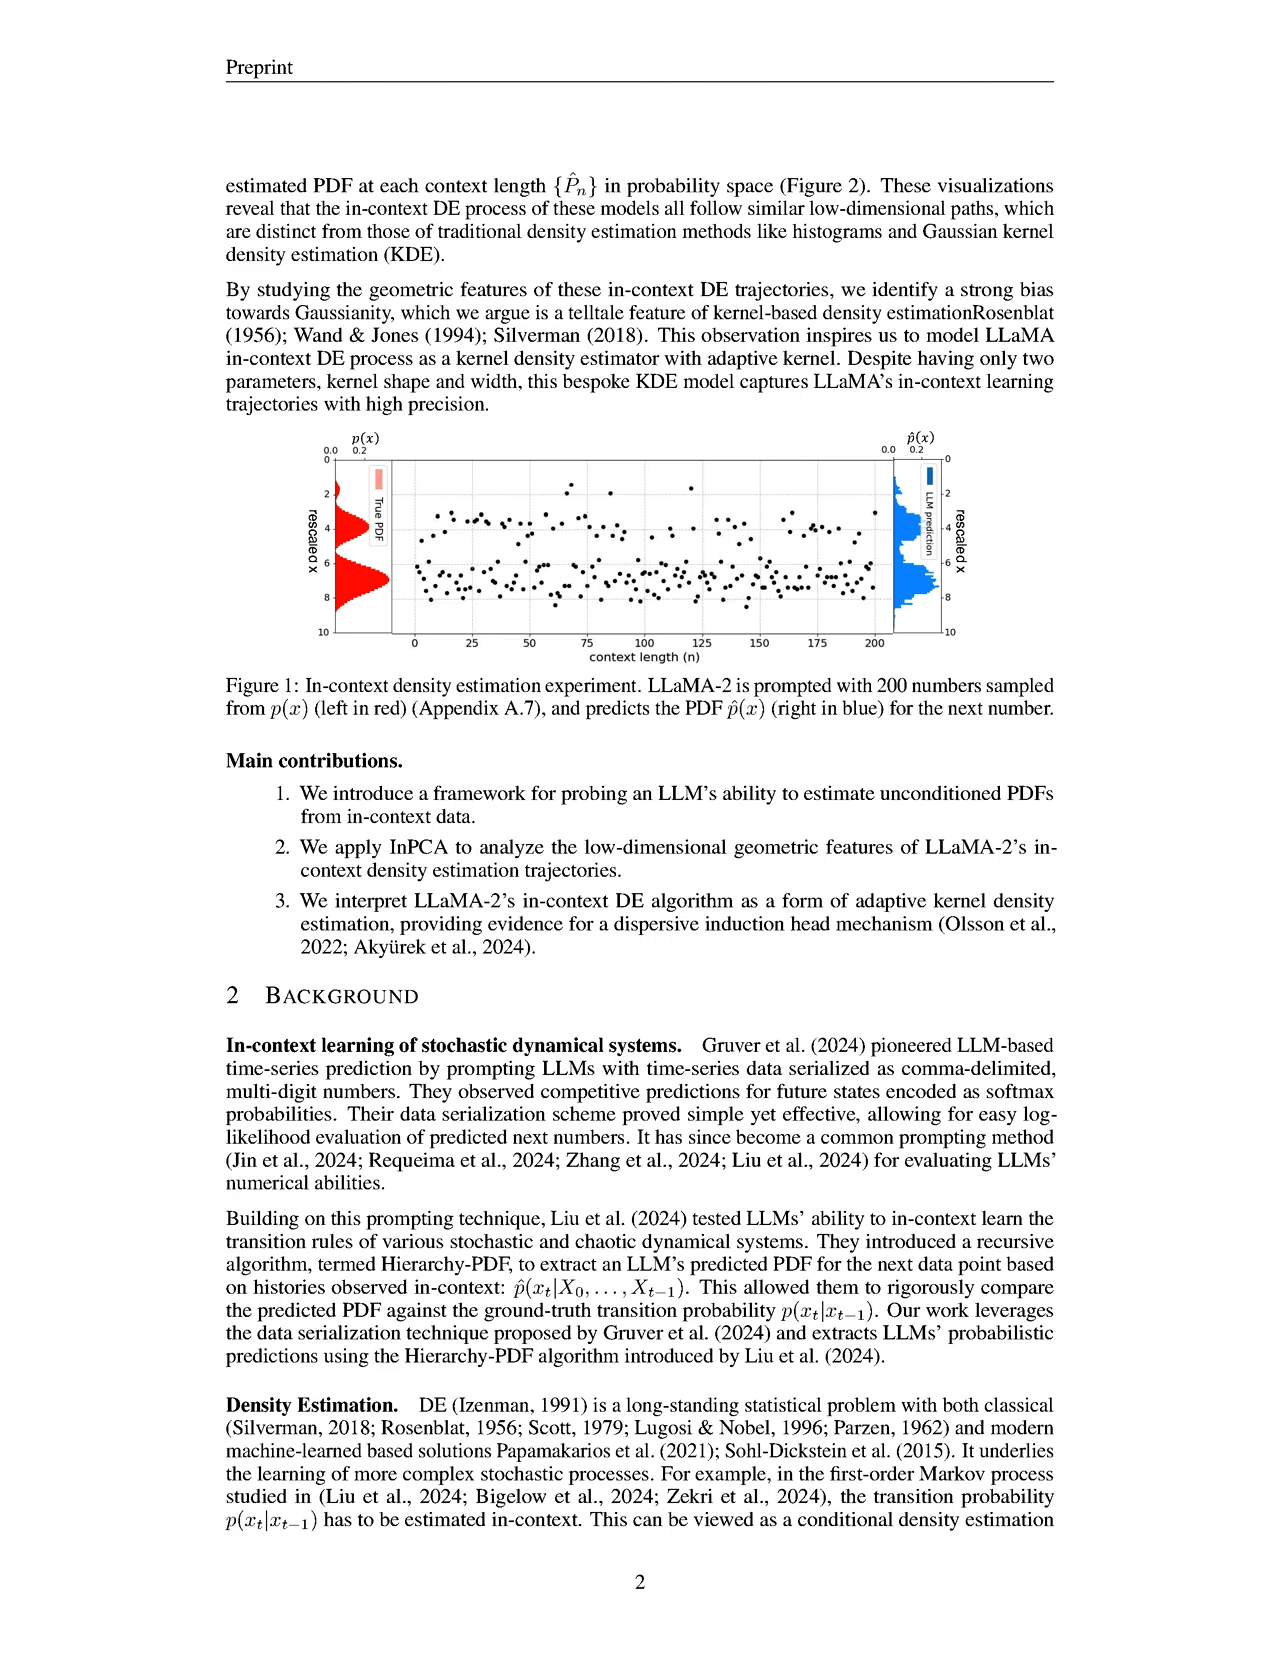 Preprint
estimated PDF at each context length {P̂n} in probability space (Figure 2). These visualizations
reveal that the in-context DE process of these models all follow similar low-dimensional paths, which
are distinct from those of traditional density estimation methods like histograms and Gaussian kernel
density estimation (KDE).
By studying the geometric features of these in-context DE trajectories, we identify a strong bias
towards Gaussianity, which we argue is a telltale feature of kernel-based density estimationRosenblat
(1956); Wand & Jones (1994); Silverman (2018). This observation inspires us to model LLaMA
in-context DE process as a kernel density estimator with adaptive kernel. Despite having only two
parameters, kernel shape and width, this bespoke KDE model captures LLaMA's in-context learning
trajectories with high precision.
p(x)
0.0 0.2
0
2
4
6
8
10
rescaled x
True PDF
0 25 50 75 100 125 150 175 200
context length (n)
p̂(x)
0.0 0.2
LLM prediction
0
2
4
6
8
10
rescaled x
Figure 1: In-context density estimation experiment. LLaMA-2 is prompted with 200 numbers sampled
from p(x) (left in red) (Appendix A.7), and predicts the PDF p̂(x) (right in blue) for the next number.
Main contributions.
1. We introduce a framework for probing an LLM's ability to estimate unconditioned PDFs
from in-context data.
2. We apply InPCA to analyze the low-dimensional geometric features of LLaMA-2's in-
context density estimation trajectories.
3. We interpret LLaMA-2's in-context DE algorithm as a form of adaptive kernel density
estimation, providing evidence for a dispersive induction head mechanism (Olsson et al.,
2022; Akyürek et al., 2024).
2 BACKGROUND
In-context learning of stochastic dynamical systems. Gruver et al. (2024) pioneered LLM-based
time-series prediction by prompting LLMs with time-series data serialized as comma-delimited,
multi-digit numbers. They observed competitive predictions for future states encoded as softmax
probabilities. Their data serialization scheme proved simple yet effective, allowing for easy log-
likelihood evaluation of predicted next numbers. It has since become a common prompting method
(Jin et al., 2024; Requeima et al., 2024; Zhang et al., 2024; Liu et al., 2024) for evaluating LLMs'
numerical abilities.
Building on this prompting technique, Liu et al. (2024) tested LLMs' ability to in-context learn the
transition rules of various stochastic and chaotic dynamical systems. They introduced a recursive
algorithm, termed Hierarchy-PDF, to extract an LLM's predicted PDF for the next data point based
on histories observed in-context: p̂(xt|X0, . . . , Xt−1). This allowed them to rigorously compare
the predicted PDF against the ground-truth transition probability p(xt|xt−1). Our work leverages
the data serialization technique proposed by Gruver et al. (2024) and extracts LLMs' probabilistic
predictions using the Hierarchy-PDF algorithm introduced by Liu et al. (2024).
Density Estimation. DE (Izenman, 1991) is a long-standing statistical problem with both classical
(Silverman, 2018; Rosenblat, 1956; Scott, 1979; Lugosi & Nobel, 1996; Parzen, 1962) and modern
machine-learned based solutions Papamakarios et al. (2021); Sohl-Dickstein et al. (2015). It underlies
the learning of more complex stochastic processes. For example, in the first-order Markov process
studied in (Liu et al., 2024; Bigelow et al., 2024; Zekri et al., 2024), the transition probability
p(xt|xt−1) has to be estimated in-context. This can be viewed as a conditional density estimation
2